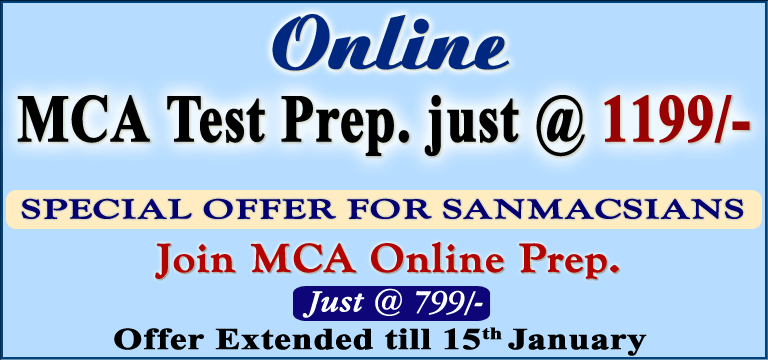 Online
MCA Test Prep. just @ 1199/-
SPECIAL OFFER FOR SANMACSIANS
Join MCA Online Prep.
Just @ 799/-
Offer Extended till 15th January